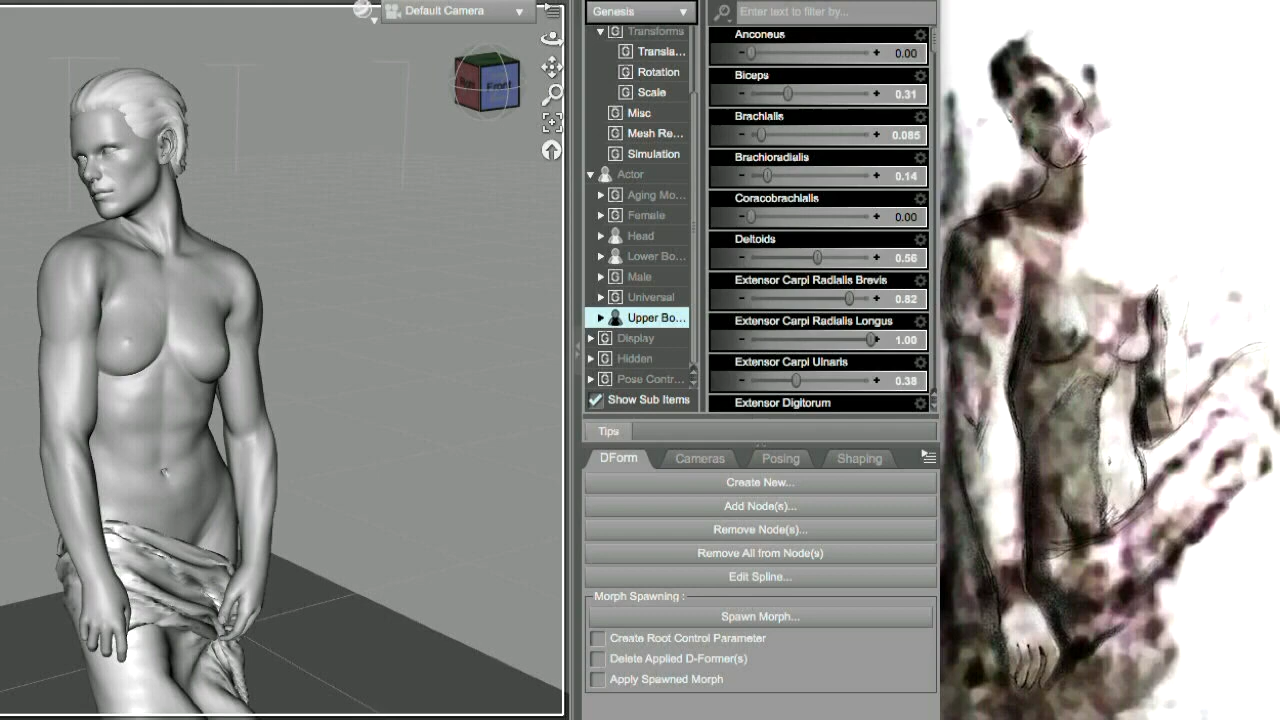 Default Camera
Back
Front
Genesis
Transforms
Transla...
Rotation
Scale
Misc
Mesh Re...
Simulation
Actor
Aging Mo...
Female
Head
Lower Bo...
Male
Universal
Upper Bo...
Display
Hidden
Pose Contr...
Show Sub Items
Enter text to filter by...
Anconeus
0.00
Biceps
0.31
Brachialis
0.085
Brachioradialis
0.14
Coracobrachialis
0.00
Deltoids
0.56
Extensor Carpi Radialis Brevis
0.82
Extensor Carpi Radialis Longus
1.00
Extensor Carpi Ulnaris
0.38
Extensor Digitorum
Tips
DForm Cameras Posing Shaping
Create New...
Add Node(s)...
Remove Node(s)...
Remove All from Node(s)
Edit Spline...
Morph Spawning :
Spawn Morph...
Create Root Control Parameter
Delete Applied D-Former(s)
Apply Spawned Morph